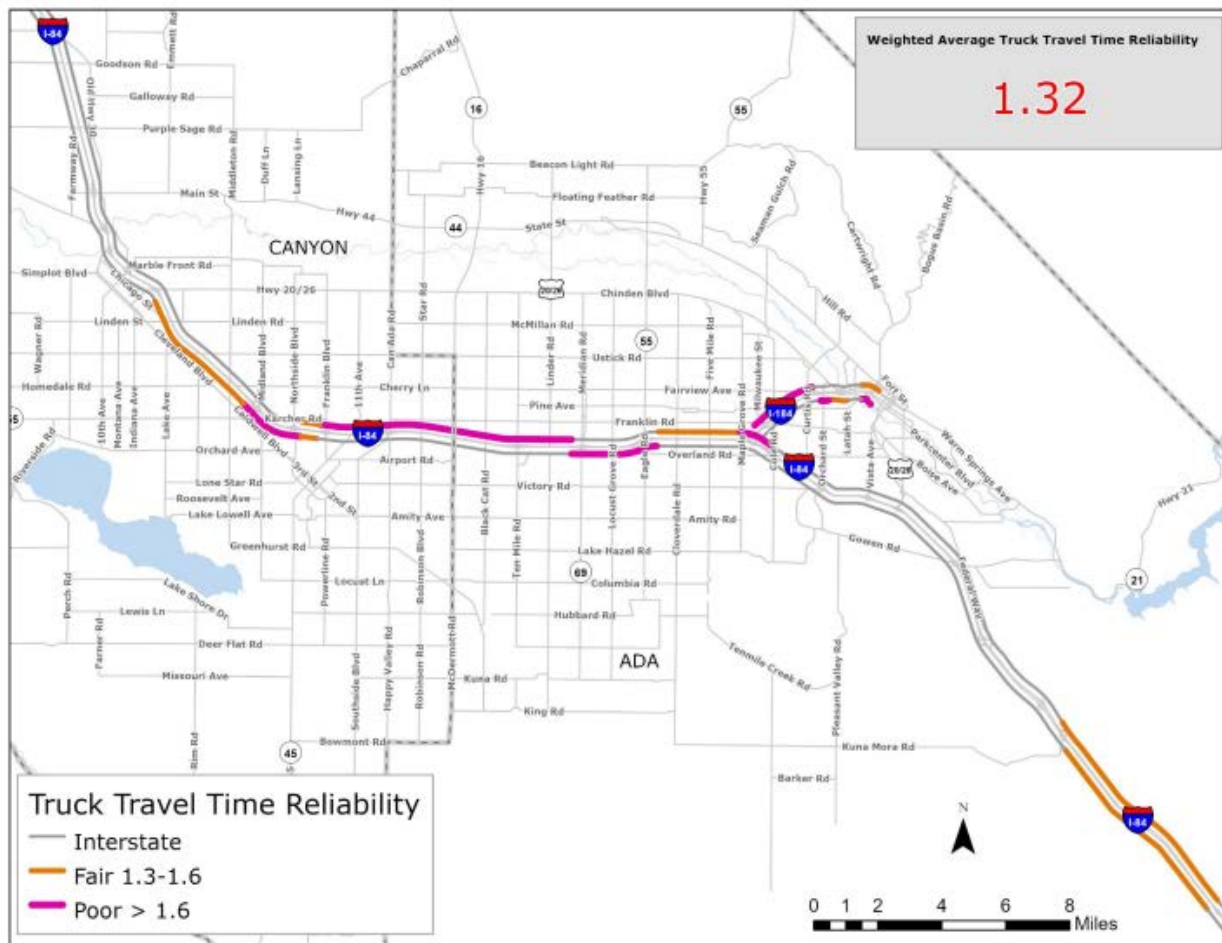 I-84
Emmett Rd
Goodson Rd
Old Hwy 30
Galloway Rd
Purple Sage Rd
Farmway Rd
Middleton Rd
Duff Ln
Lansing Ln
Main St
Chaparral Rd
16
55
Weighted Average Truck Travel Time Reliability
1.32
Beacon Light Rd
Hwy 16
Floating Feather Rd
Hwy 55
Seaman Gulch Rd
Cartwright Rd
Bogus Basin Rd
Hwy 44
44
State St
CANYON
Simplot Blvd
Marble Front Rd
Chicago St
Hwy 20/26
Star Rd
20/26
Chinden Blvd
Hill Rd
Linden St
Linden Rd
Can Ada Rd
McMillan Rd
55
Wagner Rd
Cleveland Blvd
Midland Blvd
Northside Blvd
Franklin Blvd
11th Ave
Linder Rd
Meridian Rd
Ustick Rd
Five Mile Rd
Milwaukee St
Homedale Rd
10th Ave
Montana Ave
Indiana Ave
Lake Ave
Cherry Ln
Fairview Ave
Fort St
55
Karcher Rd
Pine Ave
Franklin Rd
Maple Grove Rd
I-184
Curtis Rd
Latah St
I-84
Caldwell Blvd
Riverside Rd
Orchard Ave
3rd St
Airport Rd
Eagle Rd
Overland Rd
Cole Rd
I-84
Orchard St
Vista Ave
20/26
Parkcenter Blvd
Warm Springs Ave
Boise Ave
Lone Star Rd
2nd St
Black Cat Rd
Victory Rd
Locust Grove Rd
Roosevelt Ave
Lake Lowell Ave
Amity Ave
Amity Rd
Hwy 21
Greenhurst Rd
Ten Mile Rd
Lake Hazel Rd
Cloverdale Rd
Gowen Rd
Perch Rd
Lake Shore Dr
Powerline Rd
Locust Ln
Robinson Blvd
69
Columbia Rd
Federal Way
21
Lewis Ln
Hubbard Rd
Farner Rd
Deer Flat Rd
Happy Valley Rd
McDermott Rd
ADA
Tenmile Creek Rd
Missouri Ave
Southside Blvd
Robinson Rd
Kuna Rd
Pleasant Valley Rd
King Rd
Rim Rd
45
Bowmont Rd
Kuna Mora Rd
S
Barker Rd
I-84
Truck Travel Time Reliability
Interstate
Fair 1.3-1.6
Poor > 1.6
N
0 1 2 4 6 8
Miles